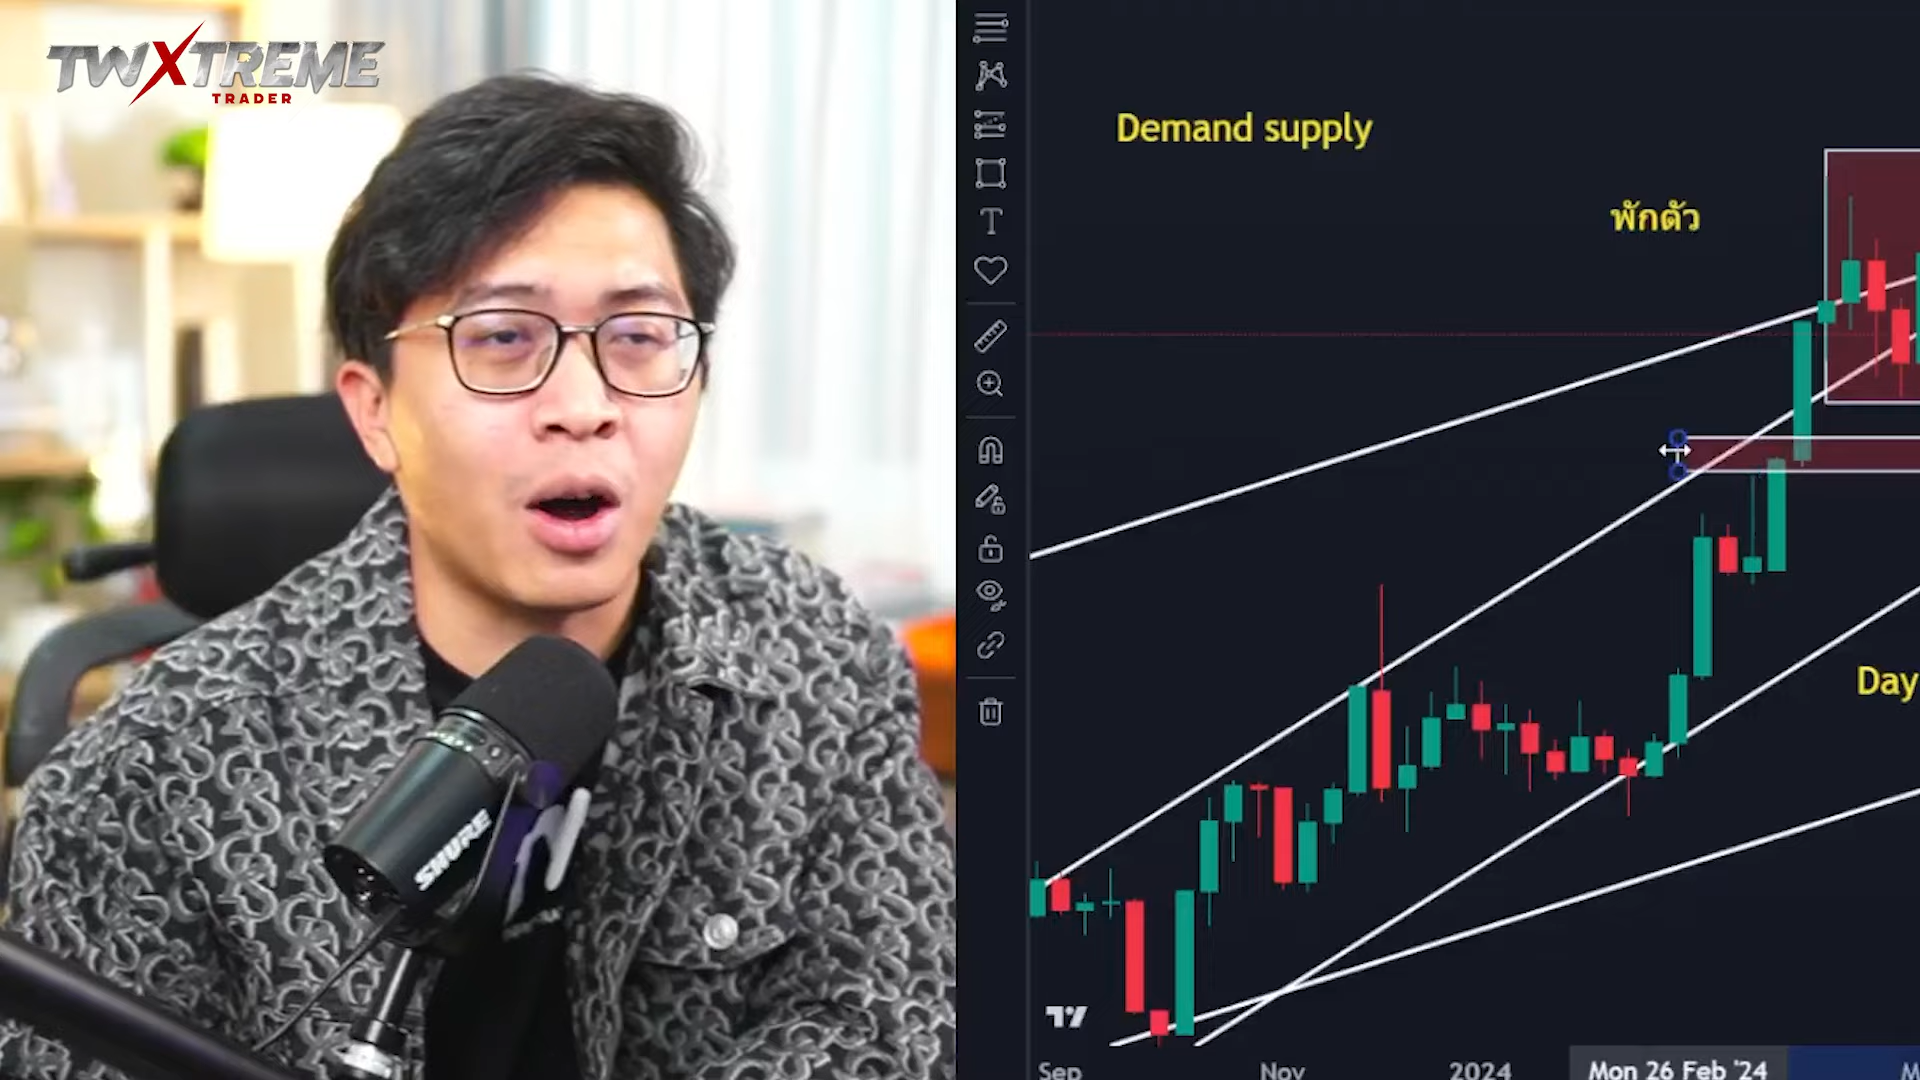 TWXTREME
TRADER
Demand supply
พักตัว
Day
SHURE
Sep
Nov
2024
Mon 26 Feb '24